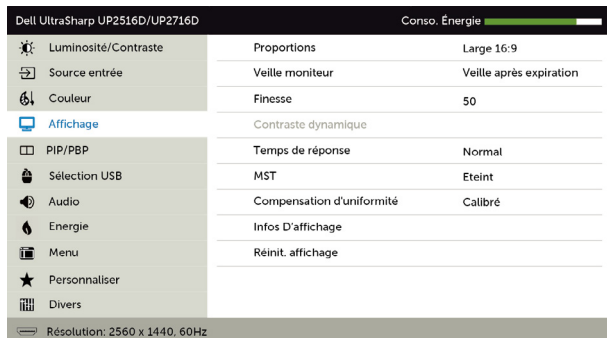 Dell UltraSharp UP2516D/UP2716D Conso, Énergie
Luminosité/Contraste Proportions Large 16:9
Source entrée Veille moniteur Veille après expiration
Couleur Finesse 50
Affichage Contraste dynamique
PIP/PBP Temps de réponse Normal
Sélection USB MST Eteint
Audio Compensation d'uniformité Calibré
Energie Infos D'affichage
Menu Réinit. affichage
Personnaliser
Divers
Résolution: 2560 x 1440, 60Hz